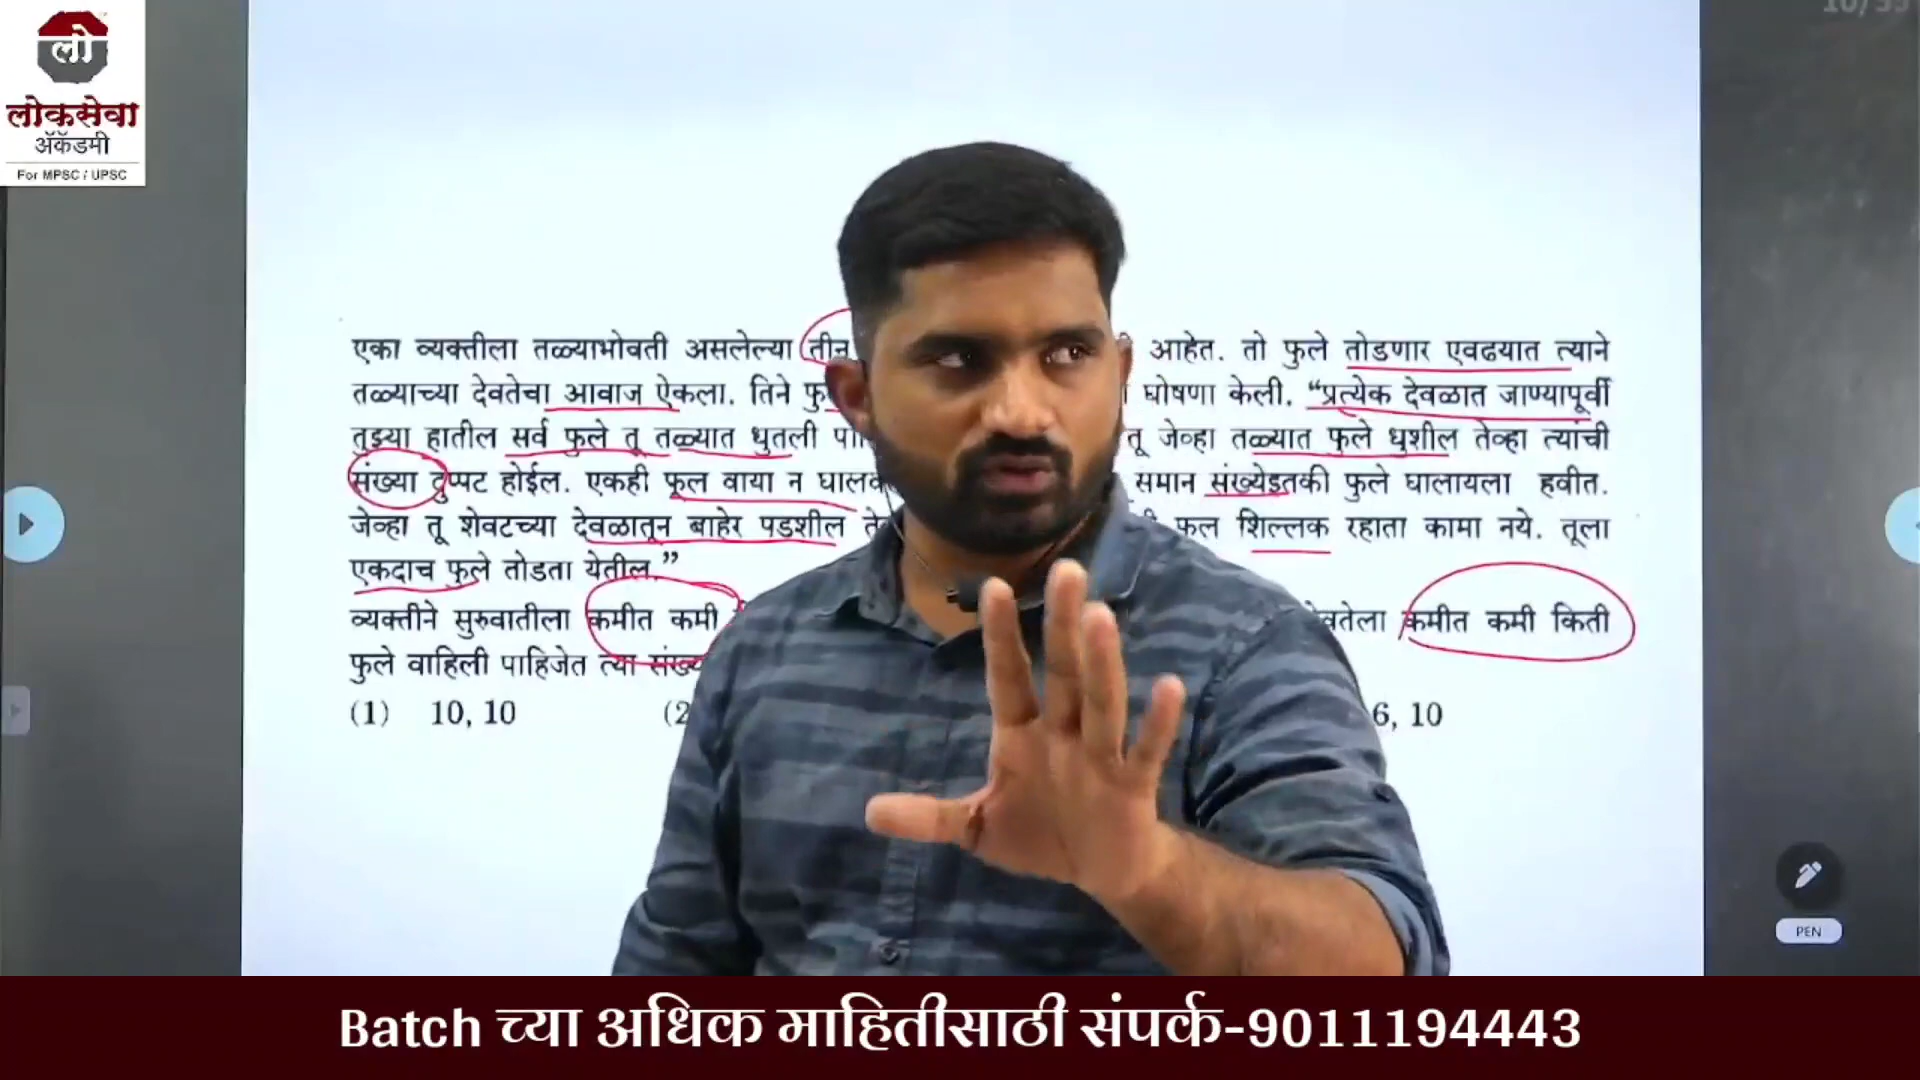 लो
लोकसेवा
ॲकॅडमी
For MPSC / UPSC
एका व्यक्तीला तळ्याभोवती असलेल्या तीन आहेत. तो फुले तोडणार एवढयात त्याने
तळ्याच्या देवतेचा आवाज ऐकला. तिने घोषणा केली. “प्रत्येक देवळात जाण्यापूर्वी
तुझ्या हातील सर्व फुले तू तळ्यात धुतली तू जेव्हा तळ्यात फुले धुशील तेव्हा त्यांची
संख्या दुप्पट होईल. एकही फूल वाया न समान संख्येइतकी फुले घालायला हवीत.
जेव्हा तू शेवटच्या देवळातून बाहेर पडशील शिल्लक रहाता कामा नये. तूला
एकदाच फुले तोडता येतील.”
व्यक्तीने सुरुवातीला कमीत कमी कमीत कमी किती
फुले वाहिली पाहिजेत त्या
(1) 10, 10 (2 6, 10
PEN
Batch च्या अधिक माहितीसाठी संपर्क-9011194443